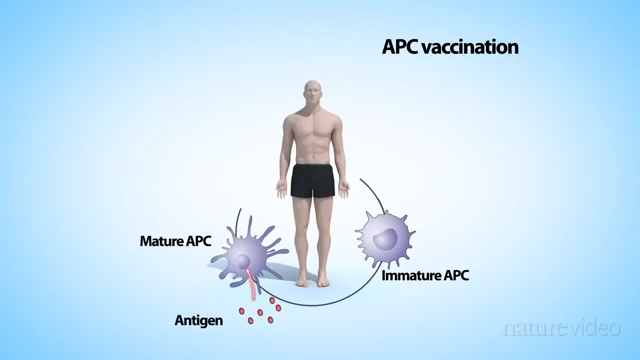 APC vaccination
Mature APC
Immature APC
Antigen
naturevideo